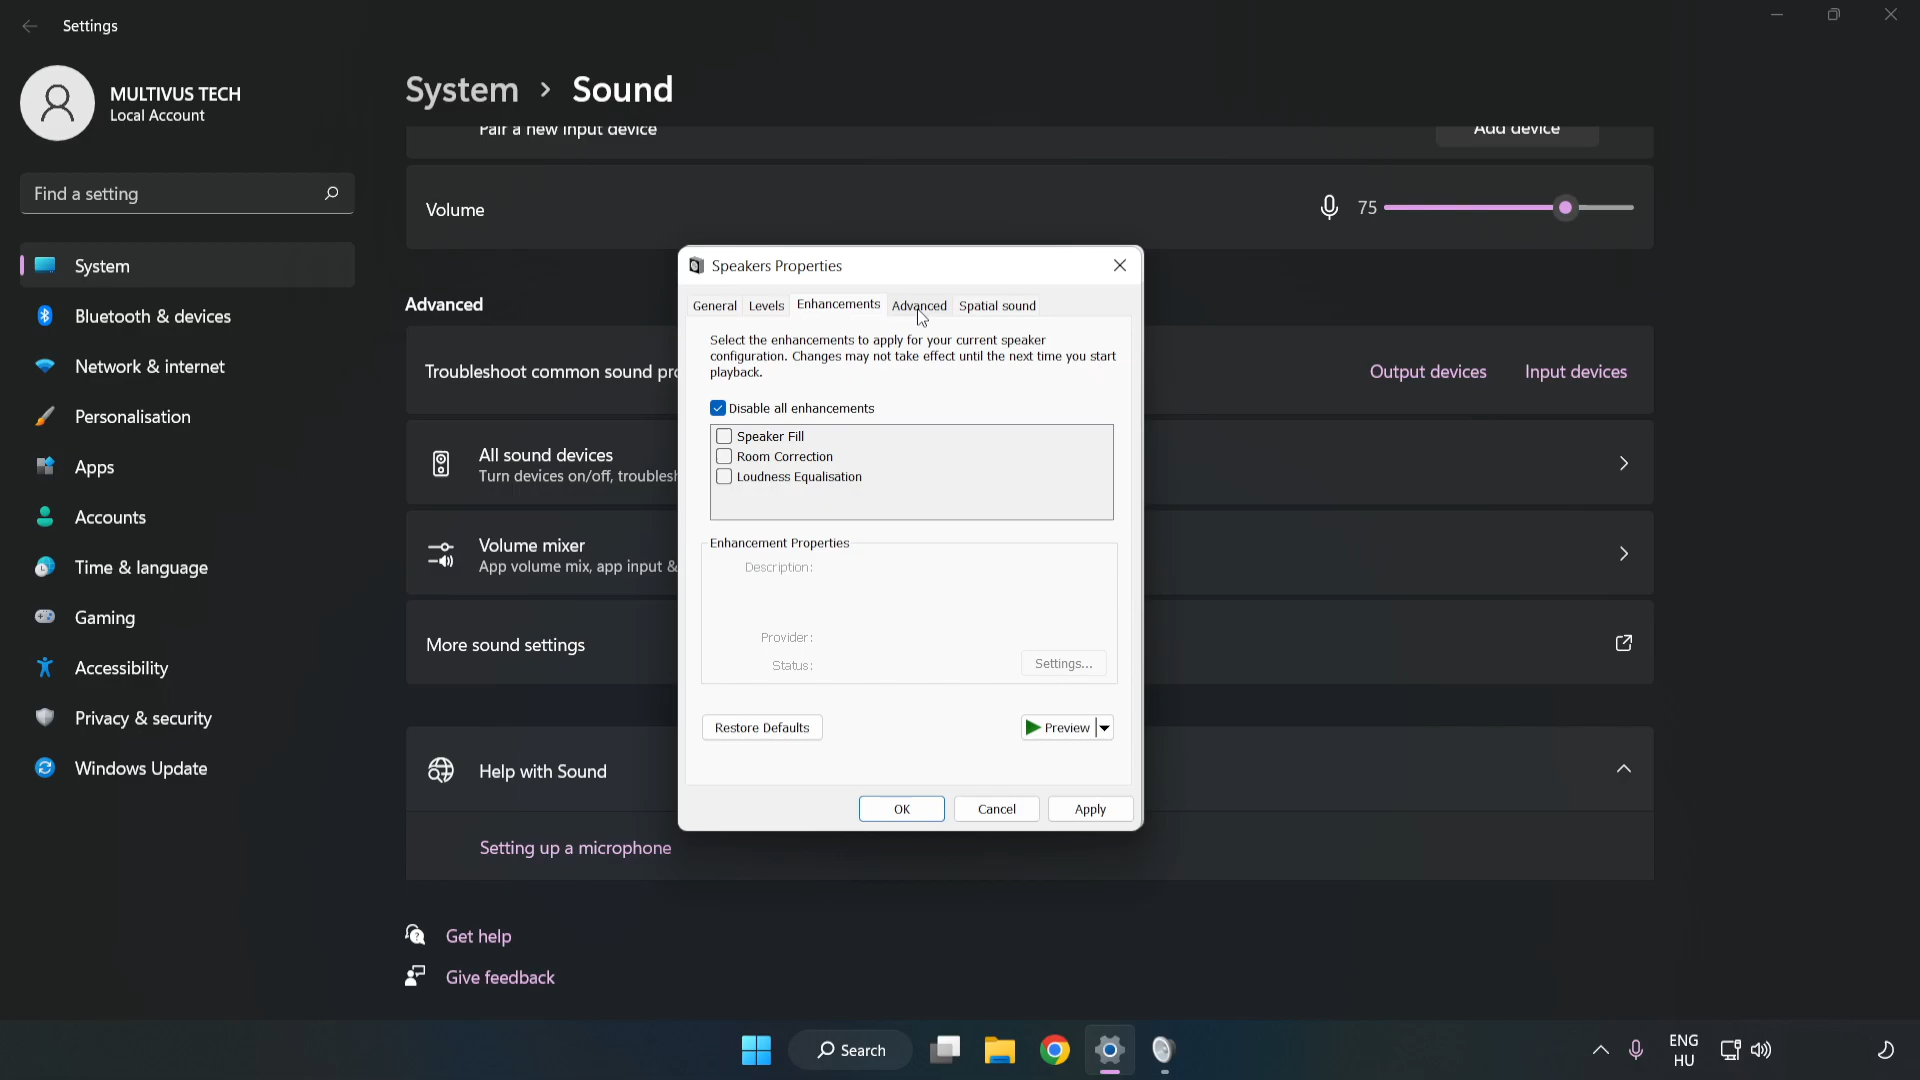 Settings
MULTIVUS TECH
Local Account
Find a setting
System
Bluetooth & devices
Network & internet
Personalisation
Apps
Accounts
Time & language
Gaming
Accessibility
Privacy & security
Windows Update
System > Sound
Pair a new input device
Add device
Volume
75
Advanced
Troubleshoot common sound pro
Output devices
Input devices
All sound devices
Turn devices on/off, troublesh
Volume mixer
App volume mix, app input &
More sound settings
Help with Sound
Setting up a microphone
Get help
Give feedback
Speakers Properties
General Levels Enhancements Advanced Spatial sound
Select the enhancements to apply for your current speaker
configuration. Changes may not take effect until the next time you start
playback.
Disable all enhancements
Speaker Fill
Room Correction
Loudness Equalisation
Enhancement Properties
Description:
Provider:
Status:
Settings...
Restore Defaults
Preview
OK
Cancel
Apply
Search
ENG
HU